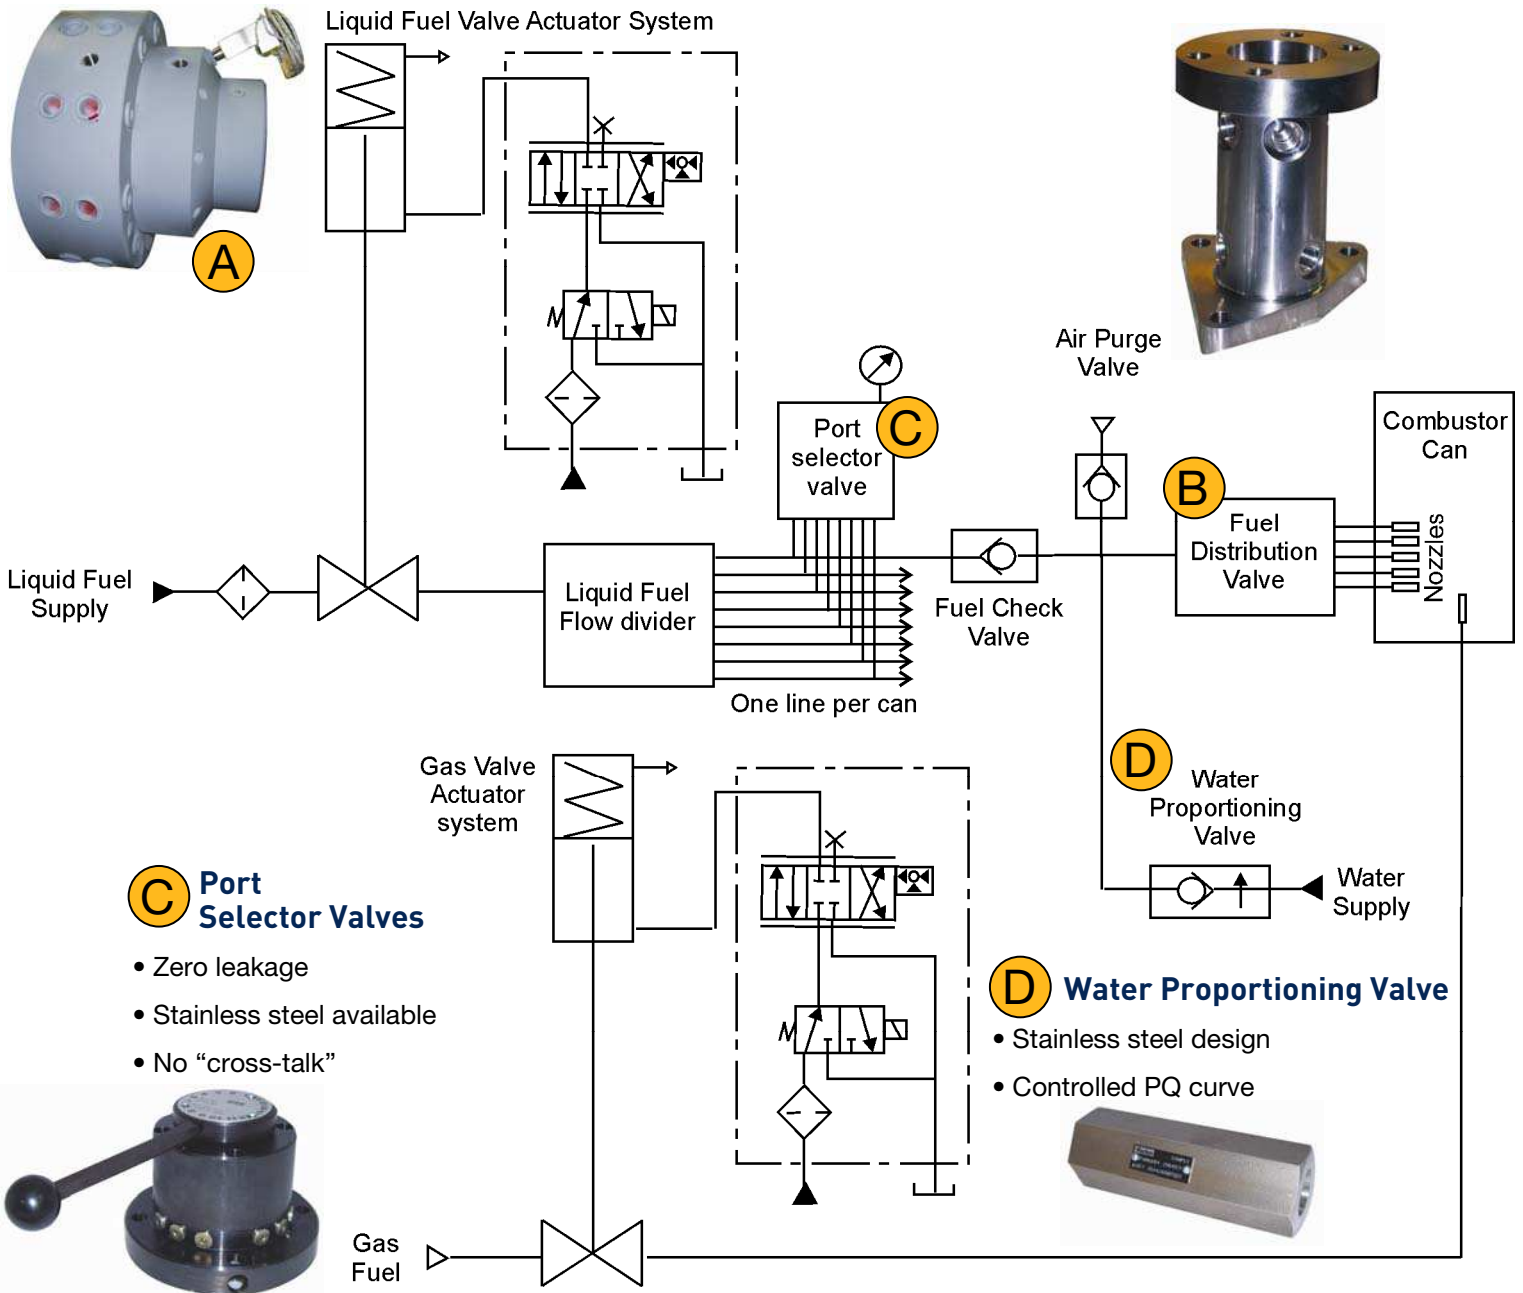 Liquid Fuel Valve Actuator System
A
Air Purge
Valve
Port
selector
valve
C
Combustor
Can
B
Fuel
Distribution
Valve
Nozzles
Liquid Fuel
Supply
Liquid Fuel
Flow divider
Fuel Check
Valve
One line per can
Gas Valve
Actuator
system
D
Water
Proportioning
Valve
Water
Supply
C
Port
Selector Valves
• Zero leakage
• Stainless steel available
• No “cross-talk”
D
Water Proportioning Valve
• Stainless steel design
• Controlled PQ curve
Gas
Fuel